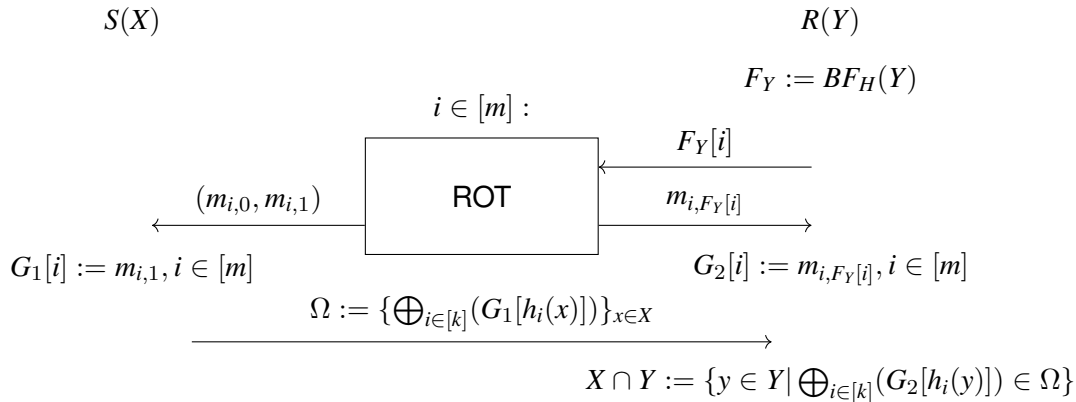 S(X) R(Y)
F_Y := BF_H(Y)
i ∈ [m] :
F_Y[i]
(m_{i,0}, m_{i,1}) ROT m_{i,F_Y[i]}
G_1[i] := m_{i,1}, i ∈ [m] G_2[i] := m_{i,F_Y[i]}, i ∈ [m]
Ω := {⊕_{i∈[k]}(G_1[h_i(x)])}_{x∈X}
X ∩ Y := {y ∈ Y| ⊕_{i∈[k]}(G_2[h_i(y)]) ∈ Ω}